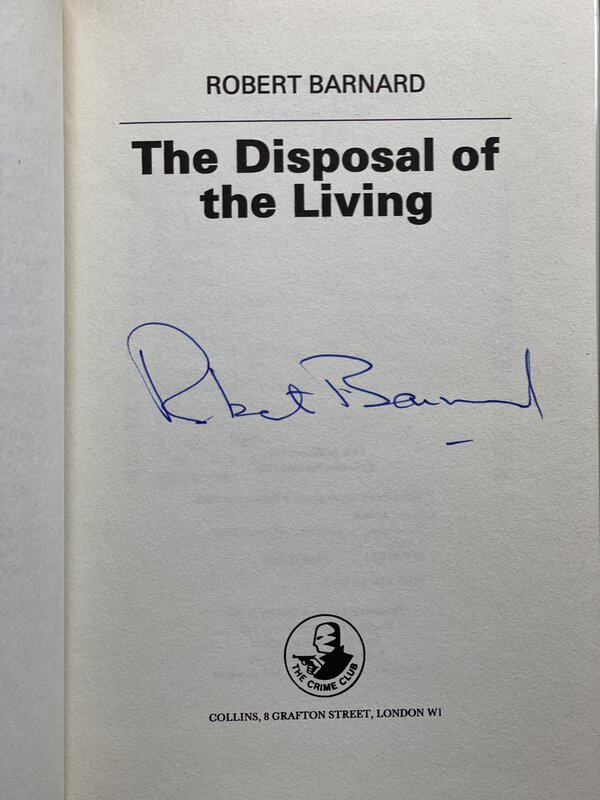 ROBERT BARNARD
The Disposal of
the Living
Robert Barnard
THE CRIME CLUB
COLLINS, 8 GRAFTON STREET, LONDON W1